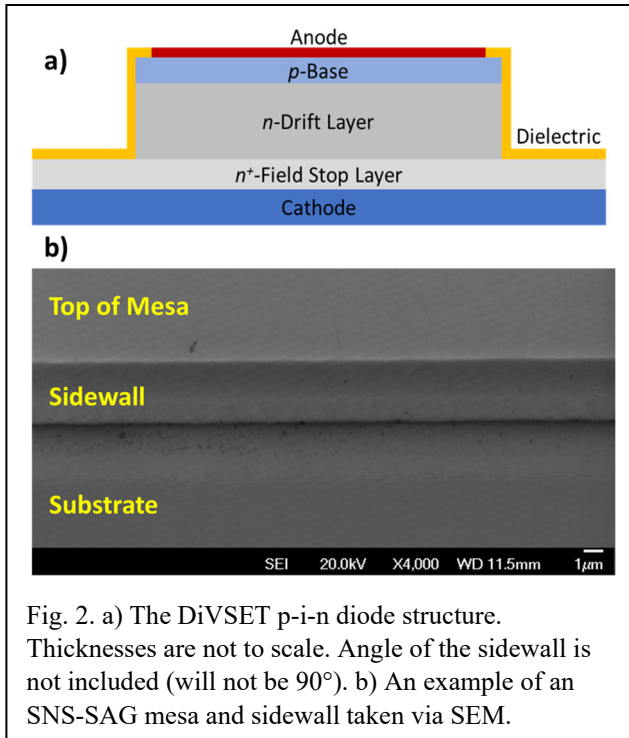 a)
Anode
p-Base
n-Drift Layer
Dielectric
n⁺-Field Stop Layer
Cathode
b)
Top of Mesa
Sidewall
Substrate
SEI 20.0kV X4,000 WD 11.5mm 1µm
Fig. 2. a) The DiVSET p-i-n diode structure.
Thicknesses are not to scale. Angle of the sidewall is
not included (will not be 90°). b) An example of an
SNS-SAG mesa and sidewall taken via SEM.